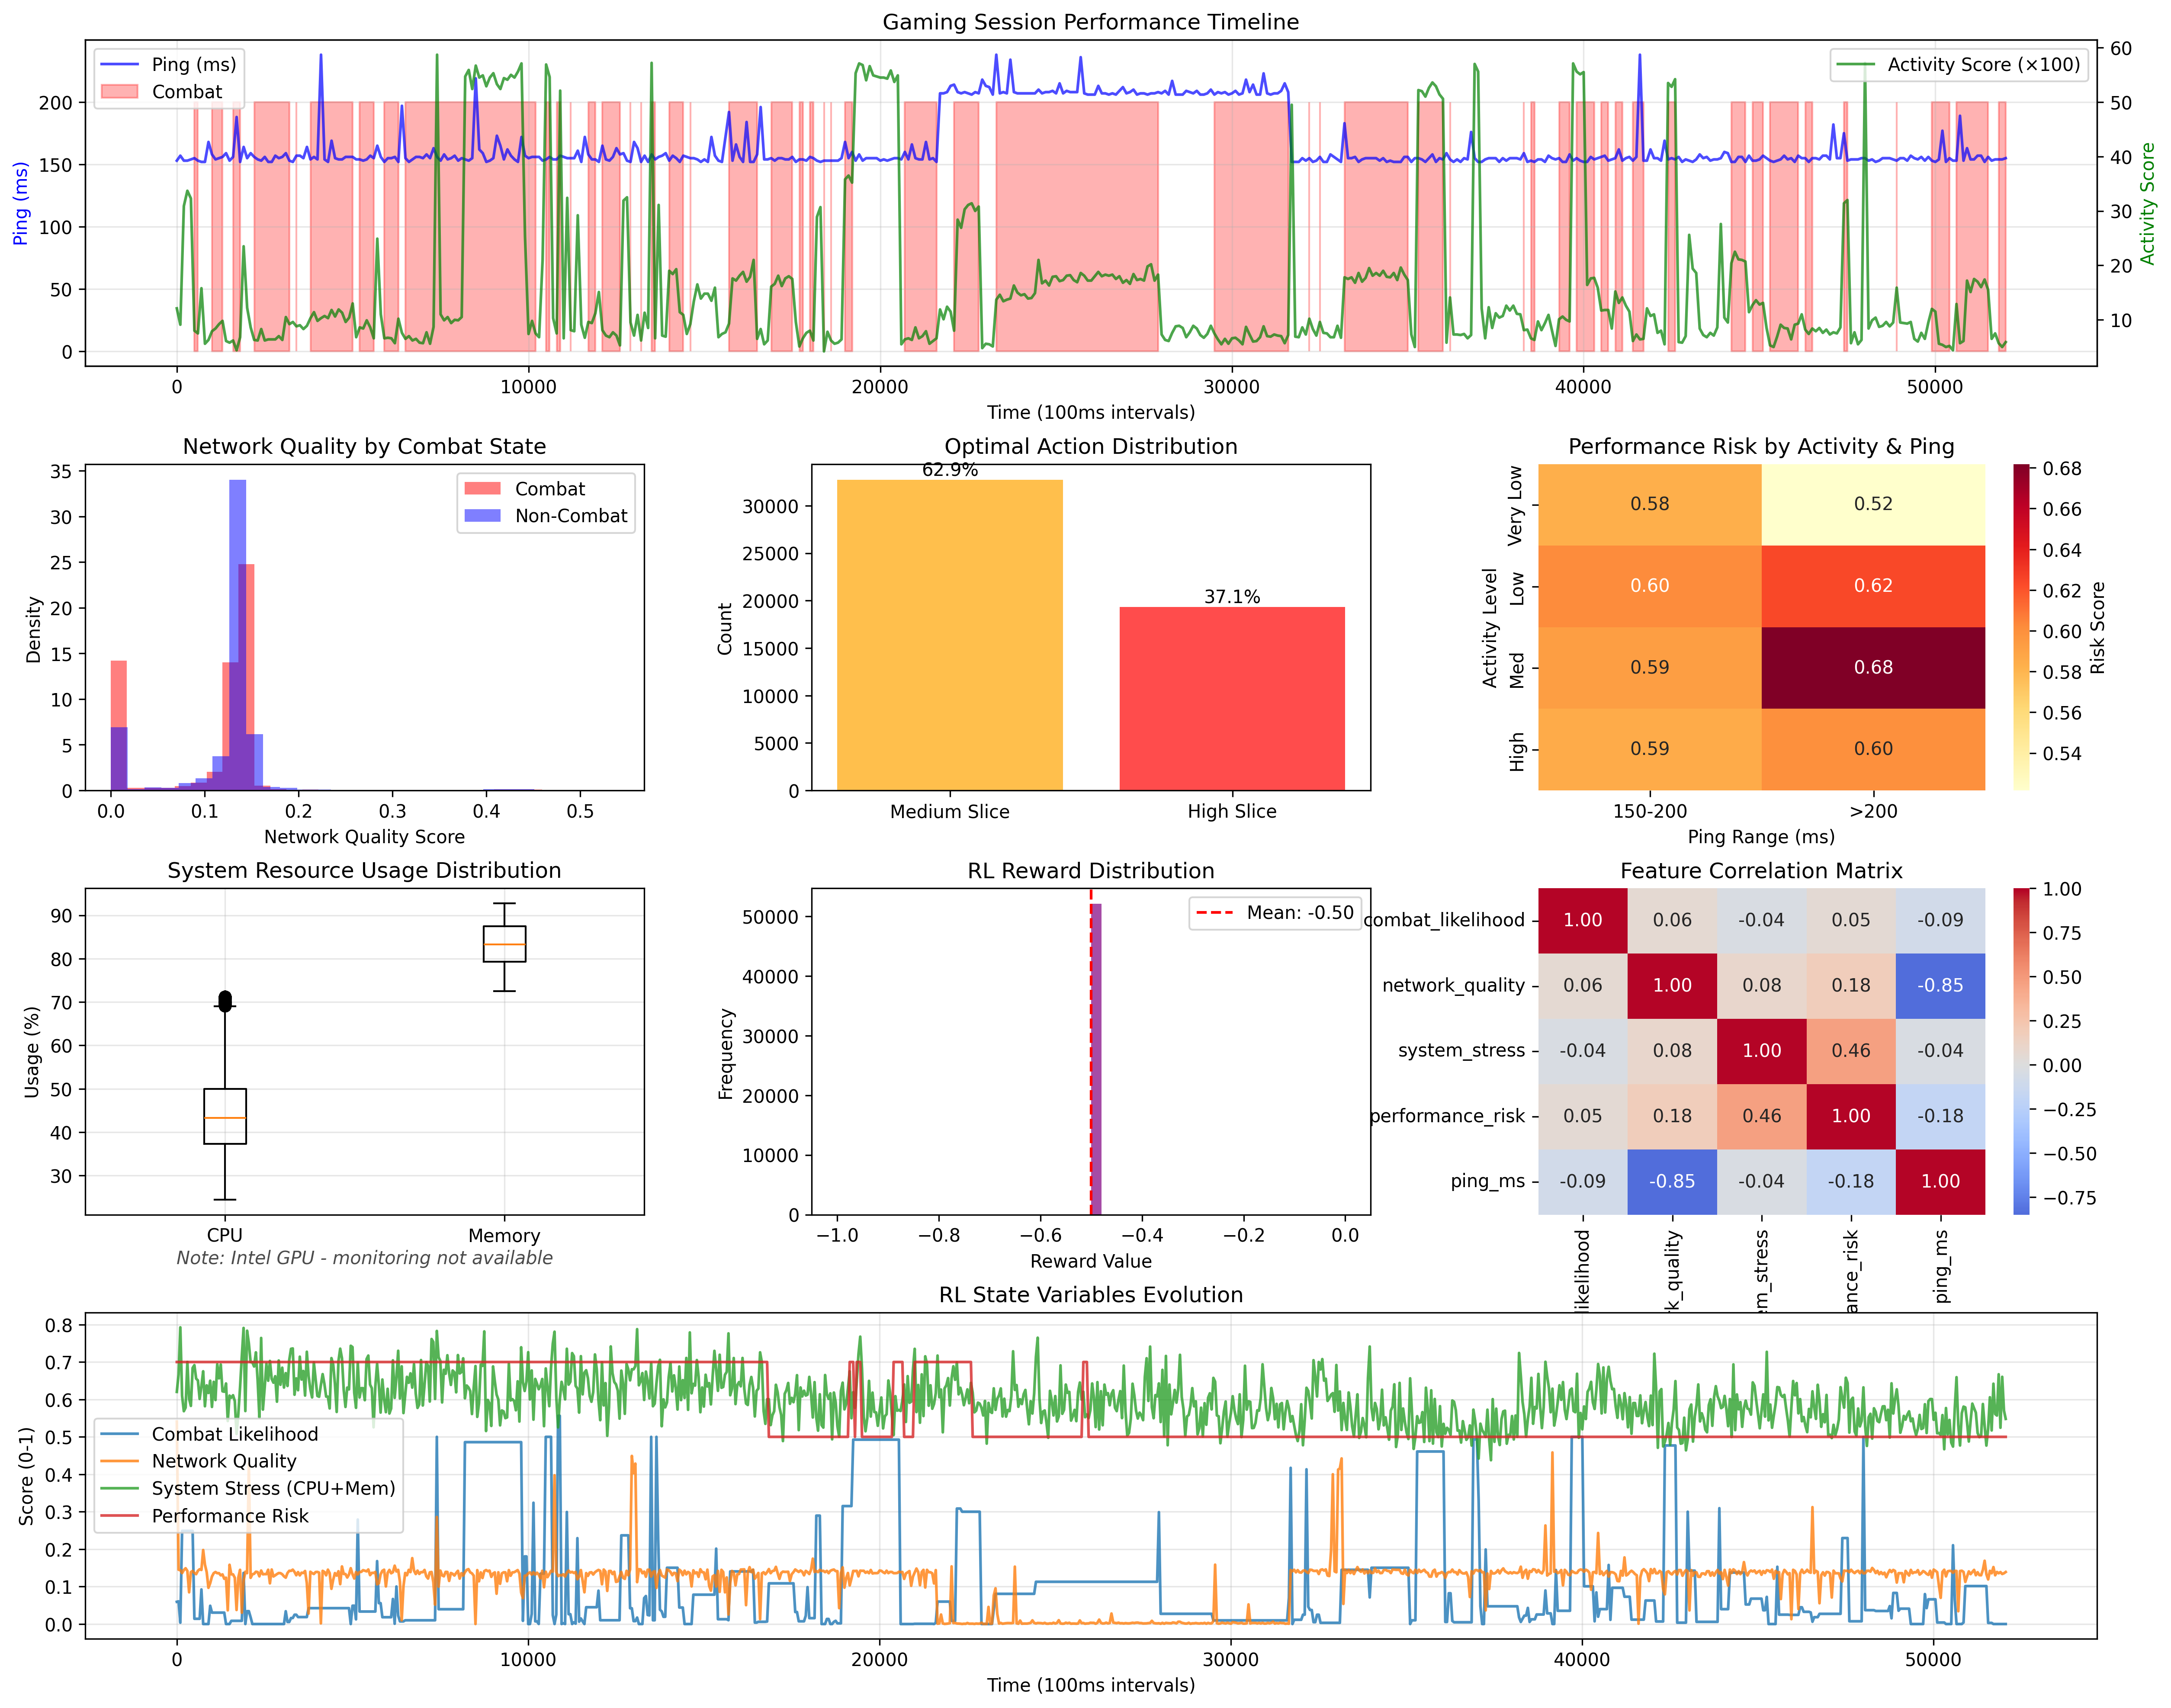 Gaming Session Performance Timeline
Ping (ms)
Combat
Activity Score (×100)
Ping (ms)
200
150
100
50
0
60
50
40
30
20
10
Activity Score
0 10000 20000 30000 40000 50000
Time (100ms intervals)
Network Quality by Combat State
Combat
Non-Combat
Density
35
30
25
20
15
10
5
0
0.0 0.1 0.2 0.3 0.4 0.5
Network Quality Score
Optimal Action Distribution
62.9%
37.1%
Count
30000
25000
20000
15000
10000
5000
0
Medium Slice High Slice
Performance Risk by Activity & Ping
Activity Level
Very Low 0.58 0.52
Low 0.60 0.62
Med 0.59 0.68
High 0.59 0.60
150-200 >200
Ping Range (ms)
0.68
0.66
0.64
0.62
0.60
0.58
0.56
0.54
Risk Score
System Resource Usage Distribution
Usage (%)
90
80
70
60
50
40
30
CPU Memory
Note: Intel GPU - monitoring not available
RL Reward Distribution
Mean: -0.50
Frequency
50000
40000
30000
20000
10000
0
−1.0 −0.8 −0.6 −0.4 −0.2 0.0
Reward Value
Feature Correlation Matrix
combat_likelihood 1.00 0.06 -0.04 0.05 -0.09
network_quality 0.06 1.00 0.08 0.18 -0.85
system_stress -0.04 0.08 1.00 0.46 -0.04
performance_risk 0.05 0.18 0.46 1.00 -0.18
ping_ms -0.09 -0.85 -0.04 -0.18 1.00
likelihood k_quality m_stress ance_risk ping_ms
1.00
0.75
0.50
0.25
0.00
−0.25
−0.50
−0.75
RL State Variables Evolution
Combat Likelihood
Network Quality
System Stress (CPU+Mem)
Performance Risk
Score (0-1)
0.8
0.7
0.6
0.5
0.4
0.3
0.2
0.1
0.0
0 10000 20000 30000 40000 50000
Time (100ms intervals)